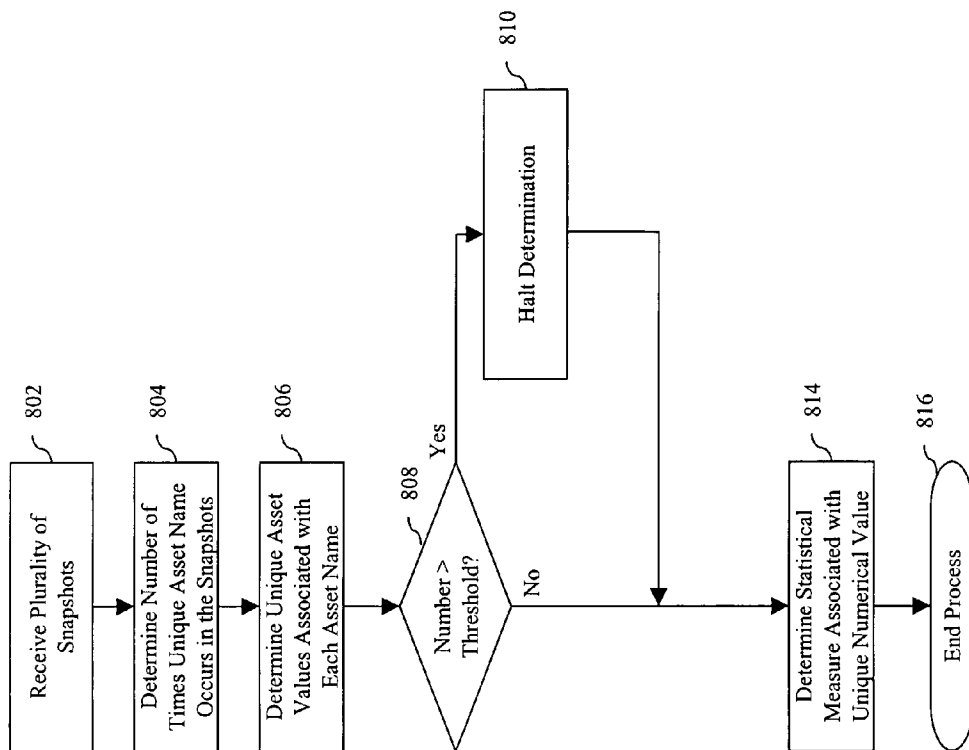 802
Receive Plurality of
Snapshots
804
Determine Number of
Times Unique Asset Name
Occurs in the Snapshots
806
Determine Unique Asset
Values Associated with
Each Asset Name
808
Number >
Threshold?
Yes
No
810
Halt Determination
814
Determine Statistical
Measure Associated with
Unique Numerical Value
816
End Process